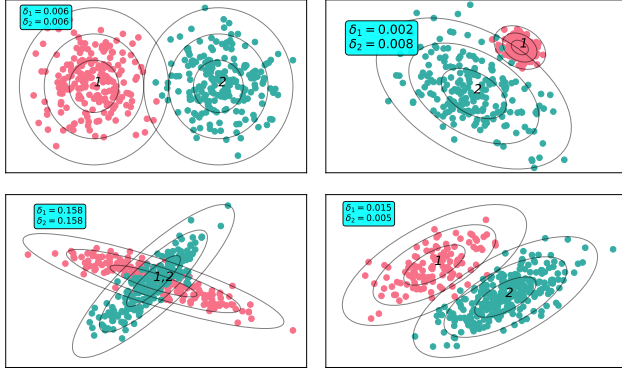 δ₁ = 0.006
δ₂ = 0.006
1
2
δ₁ = 0.002
δ₂ = 0.008
1
2
δ₁ = 0.158
δ₂ = 0.158
1,2
δ₁ = 0.015
δ₂ = 0.005
1
2